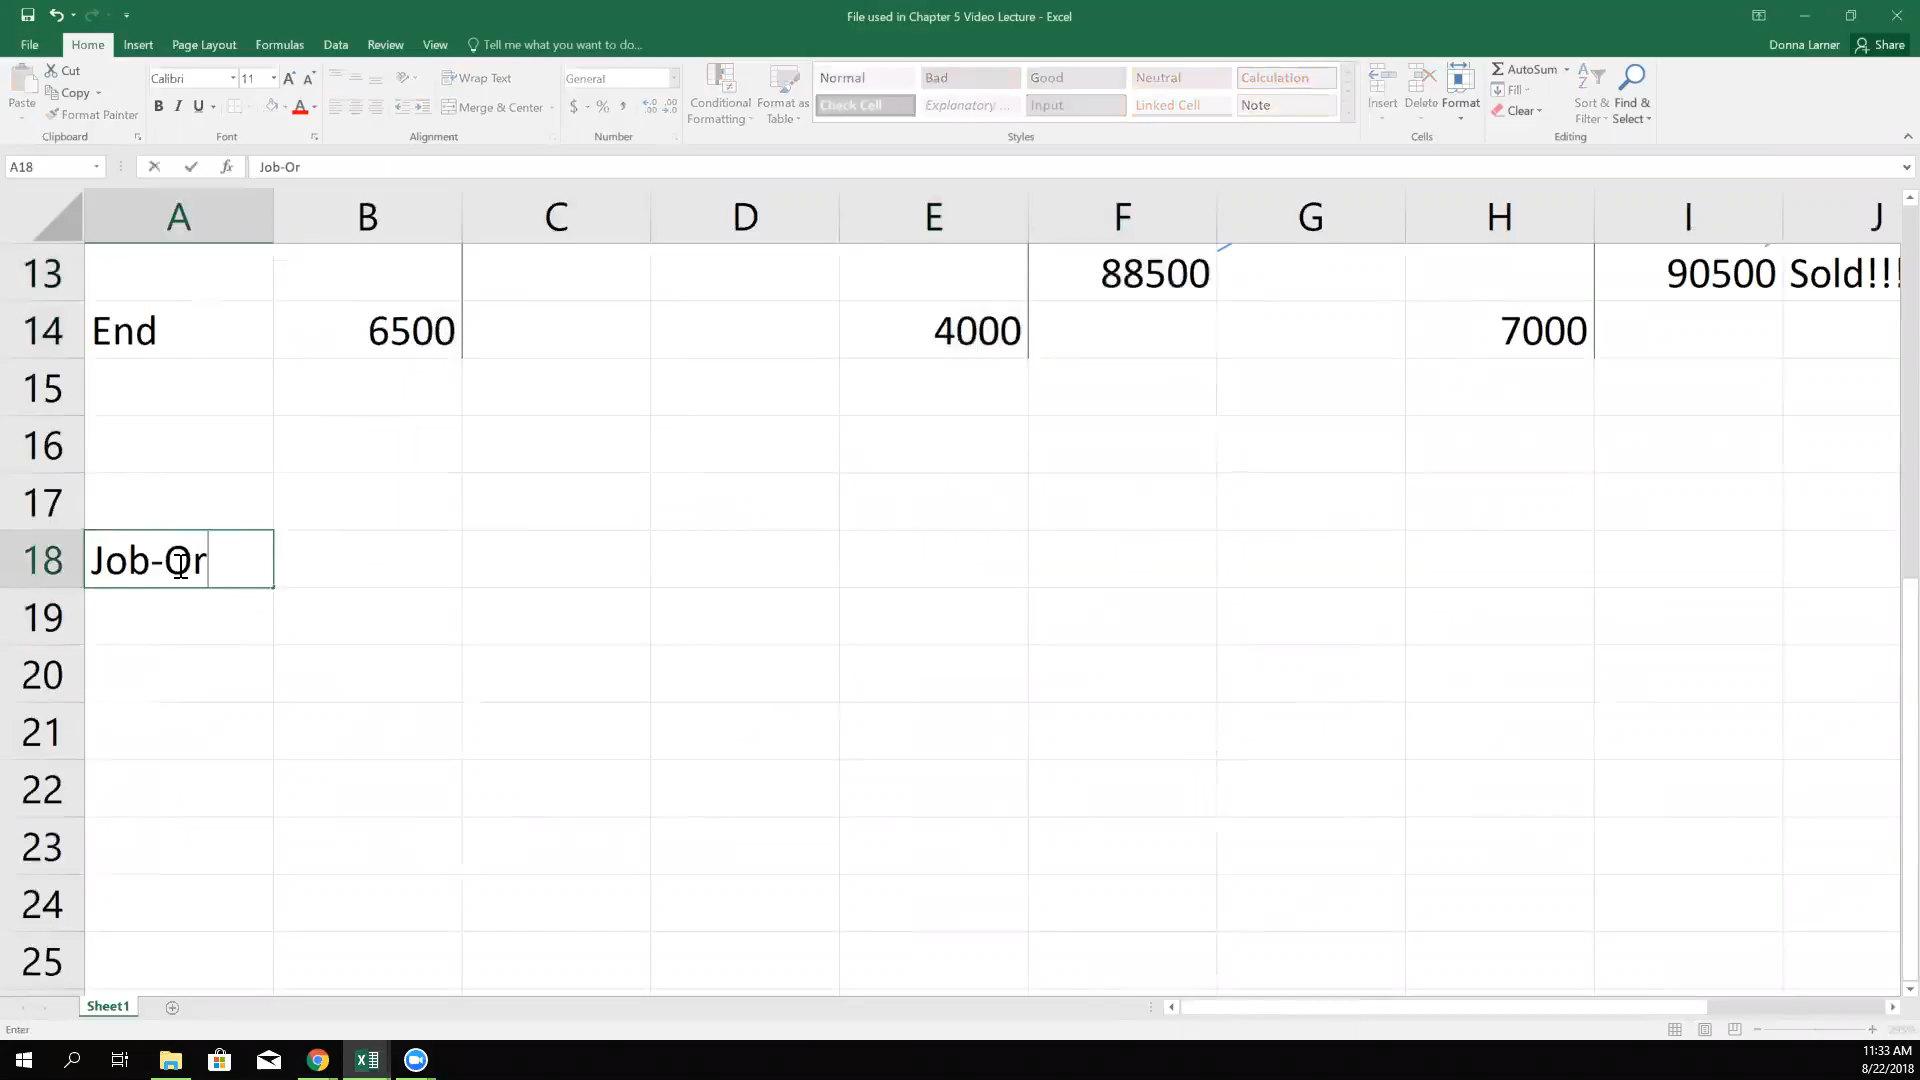 File used in Chapter 5 Video Lecture - Excel
File Home Insert Page Layout Formulas Data Review View Tell me what you want to do... Donna Larner Share
Paste Cut Copy Format Painter Clipboard
Calibri 11 A A B I U A Font
Wrap Text Merge & Center Alignment
General $ % , Number
Conditional Formatting Format as Table
Normal Bad Good Neutral Calculation
Check Cell Explanatory ... Input Linked Cell Note
Styles
Insert Delete Format Cells
AutoSum Fill Clear Sort & Filter Find & Select Editing
A18 fx Job-Or
A B C D E F G H I J
13 88500 90500 Sold!!!
14 End 6500 4000 7000
15
16
17
18 Job-Or
19
20
21
22
23
24
25
Sheet1
Enter
11:33 AM
8/22/2018